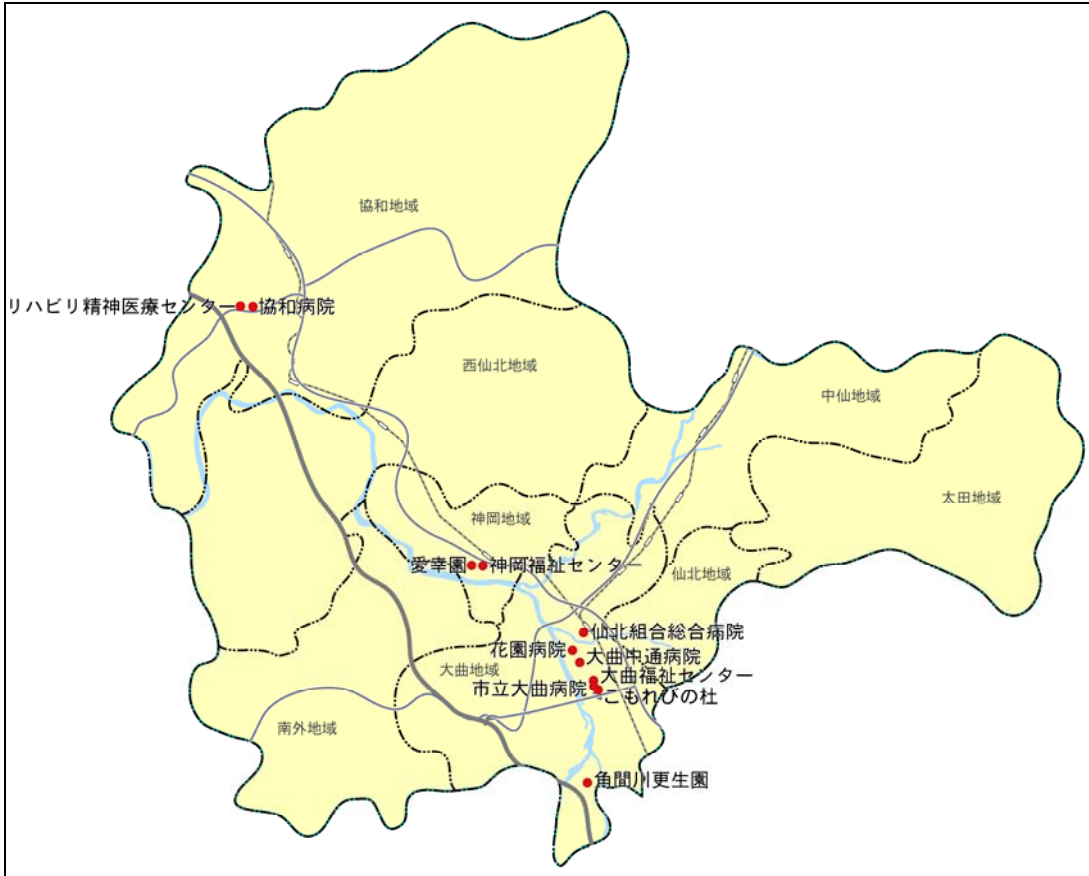 協和地域
リハビリ精神医療センター
協和病院
西仙北地域
中仙地域
太田地域
神岡地域
愛幸園
神岡福祉センター
仙北地域
仙北組合総合病院
花園病院
大曲中通病院
大曲地域
大曲福祉センター
市立大曲病院
こもれびの杜
南外地域
角間川更生園